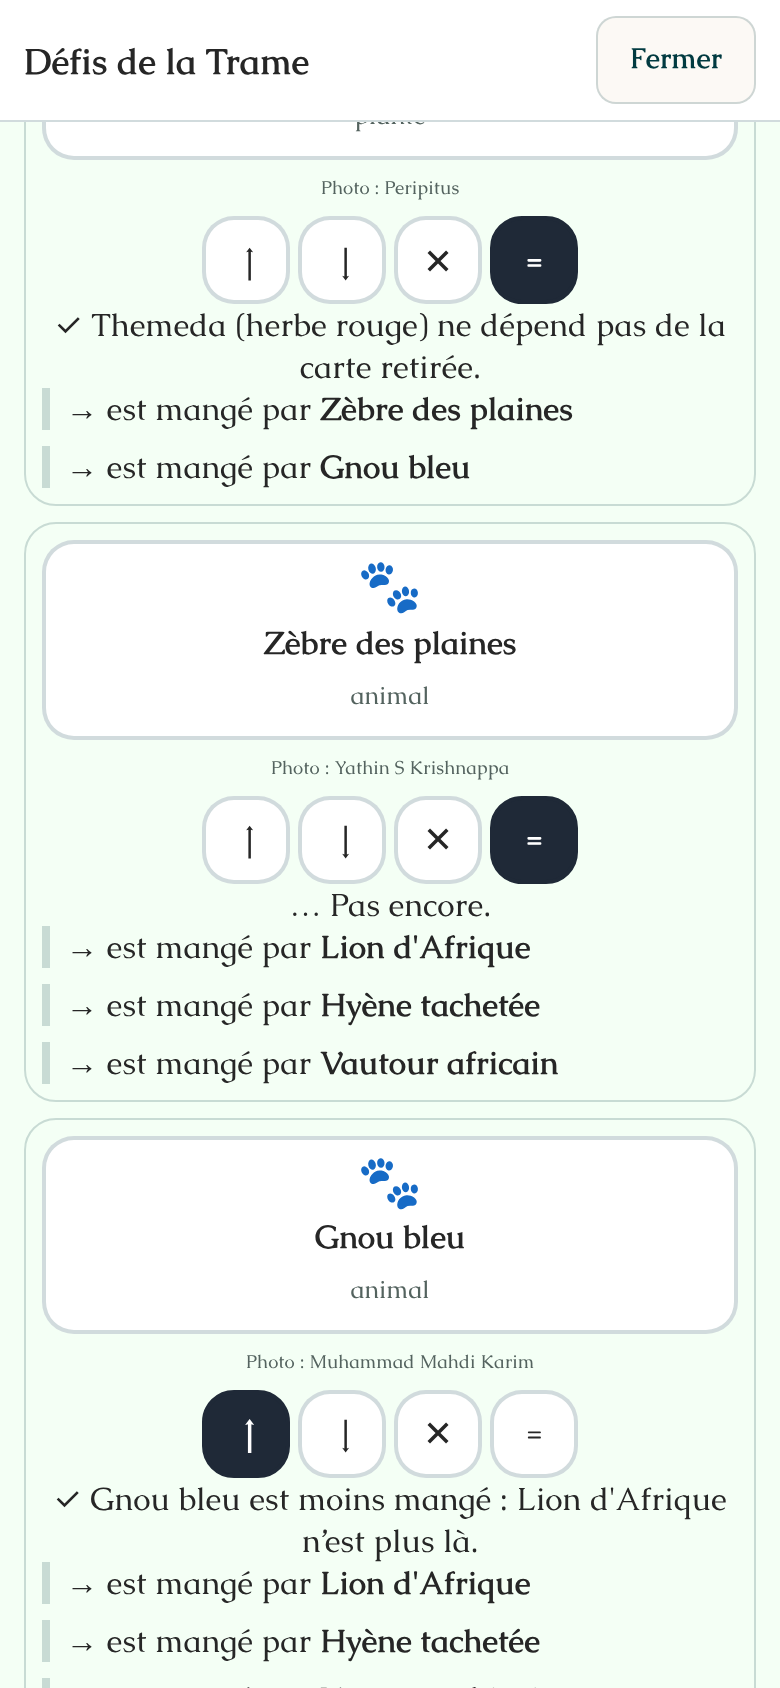 Défis de la Trame
Fermer
plante
Photo : Peripitus
↑ ↓ ✕ =
✓ Themeda (herbe rouge) ne dépend pas de la
carte retirée.
→ est mangé par Zèbre des plaines
→ est mangé par Gnou bleu
Zèbre des plaines
animal
Photo : Yathin S Krishnappa
↑ ↓ ✕ =
… Pas encore.
→ est mangé par Lion d'Afrique
→ est mangé par Hyène tachetée
→ est mangé par Vautour africain
Gnou bleu
animal
Photo : Muhammad Mahdi Karim
↑ ↓ ✕ =
✓ Gnou bleu est moins mangé : Lion d'Afrique
n’est plus là.
→ est mangé par Lion d'Afrique
→ est mangé par Hyène tachetée